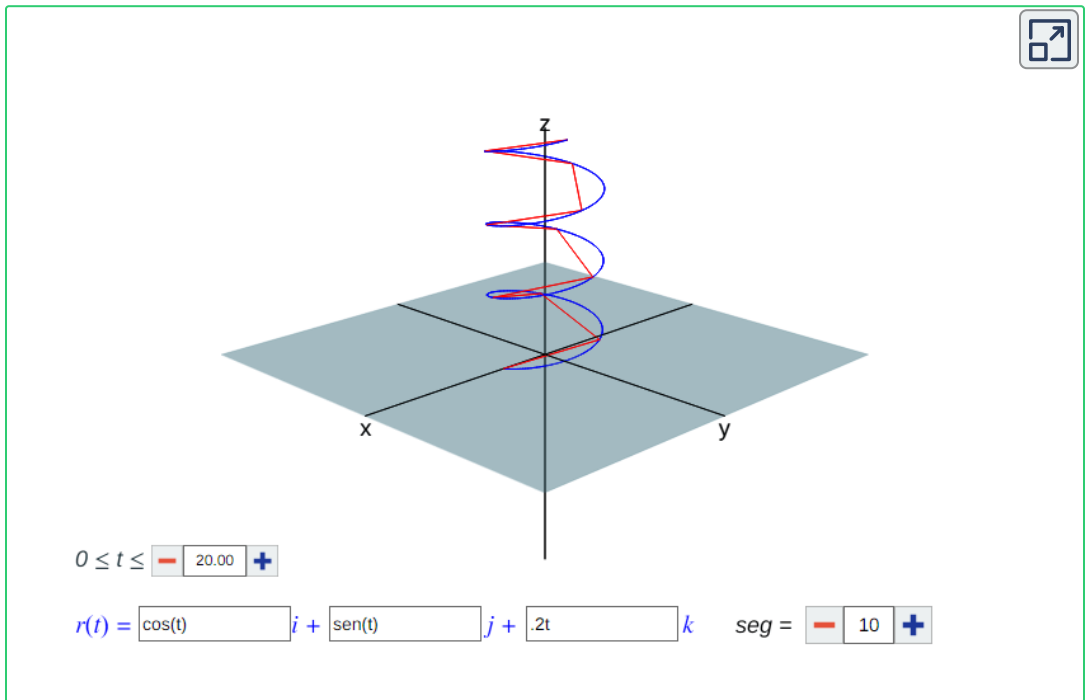 z
x
y
0 ≤ t ≤ 20.00
r(t) = cos(t) i + sen(t) j + .2t k seg = 10